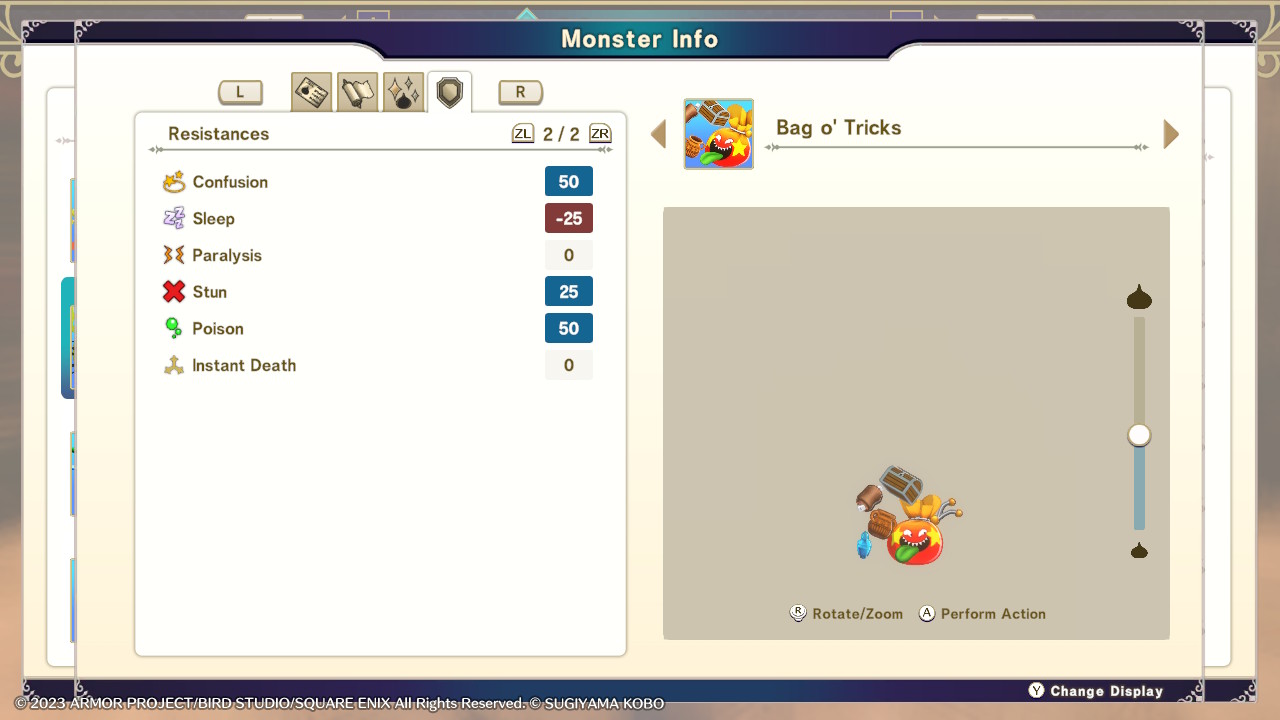 Monster Info
L
R
Resistances
ZL 2 / 2 ZR
Bag o' Tricks
Confusion 50
Sleep -25
Paralysis 0
Stun 25
Poison 50
Instant Death 0
R Rotate/Zoom A Perform Action
Y Change Display
© 2023 ARMOR PROJECT/BIRD STUDIO/SQUARE ENIX All Rights Reserved. © SUGIYAMA KOBO